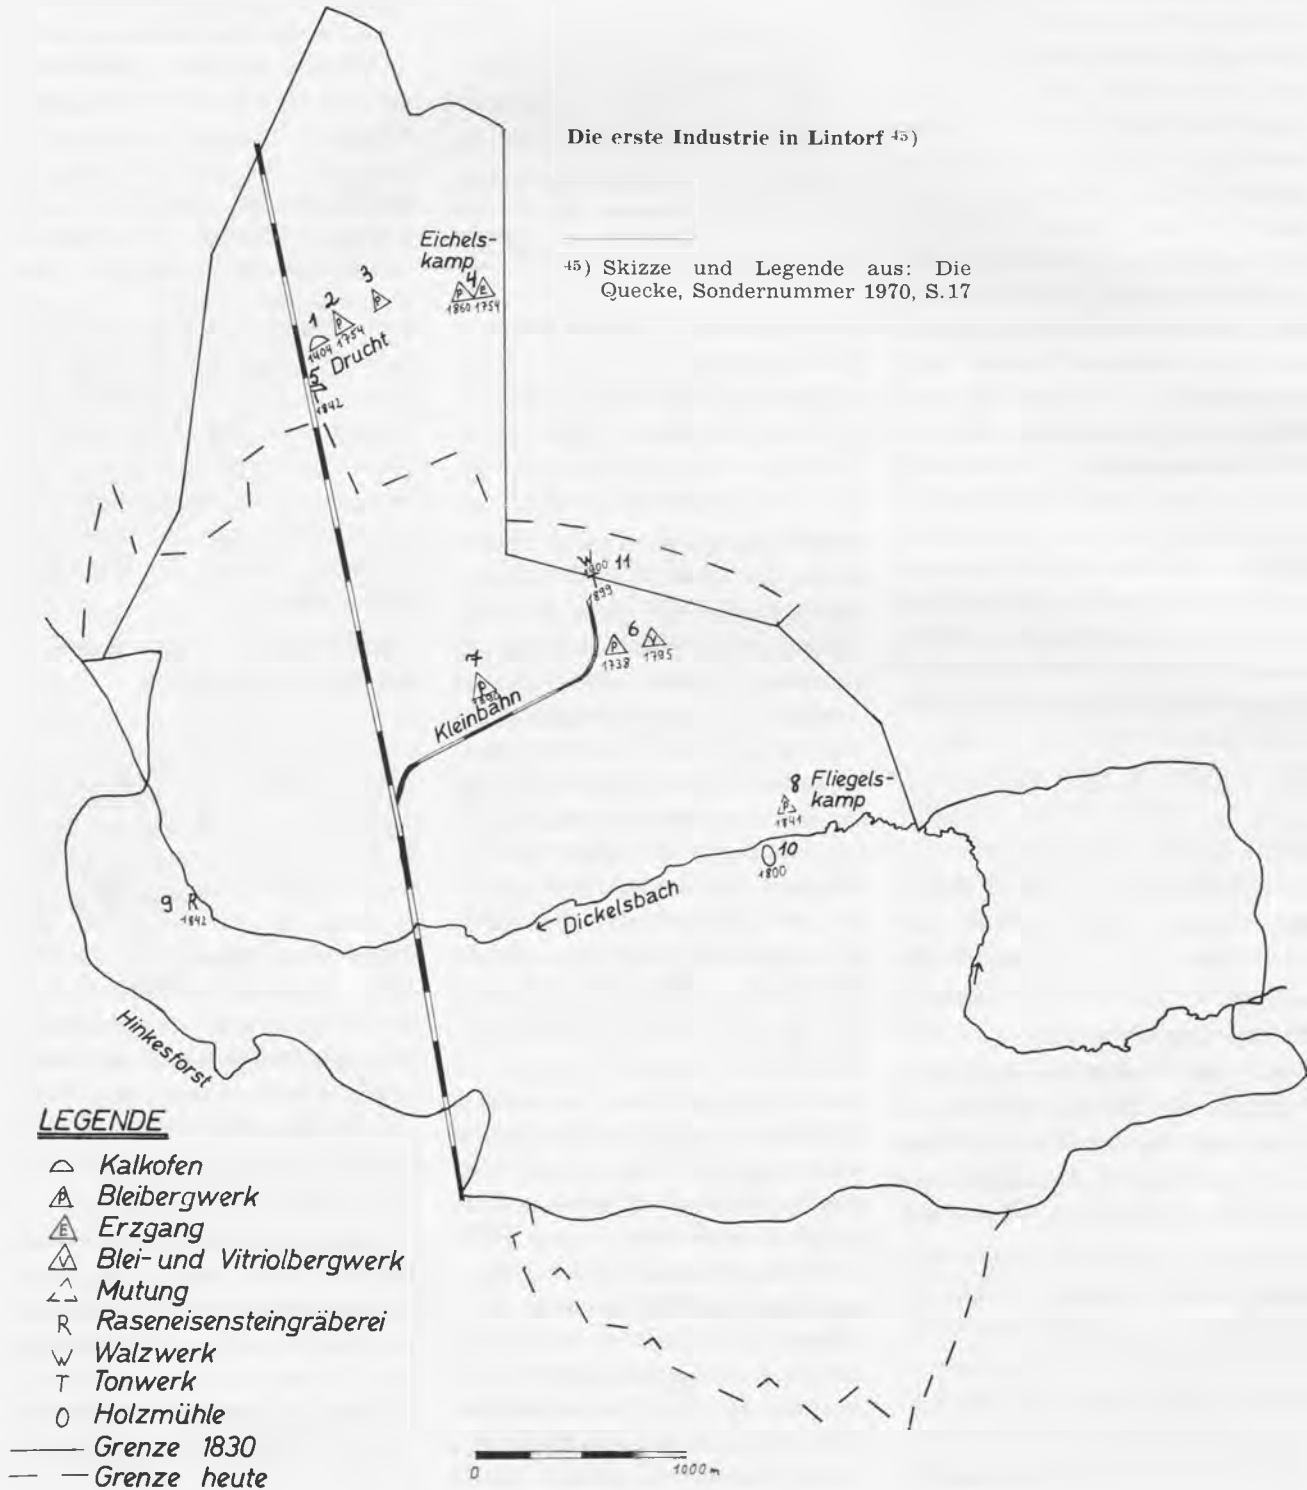 Die erste Industrie in Lintorf 45)
45) Skizze und Legende aus: Die
Quecke, Sondernummer 1970, S.17
Eichels-
kamp
3
4
P
P E
1860 1754
2
1
P
1754
1404
Drucht
5
T
1842
W
1900 11
T
1899
6
P V
1738 1795
7
P
Kleinbahn
8 Fliegels-
kamp
P
1841
10
1800
9 R
1842
Dickelsbach
Hinkesforst
T
LEGENDE
Kalkofen
P Bleibergwerk
E Erzgang
V Blei- und Vitriolbergwerk
Mutung
R Raseneisensteingräberei
W Walzwerk
T Tonwerk
O Holzmühle
Grenze 1830
Grenze heute
0 1000m